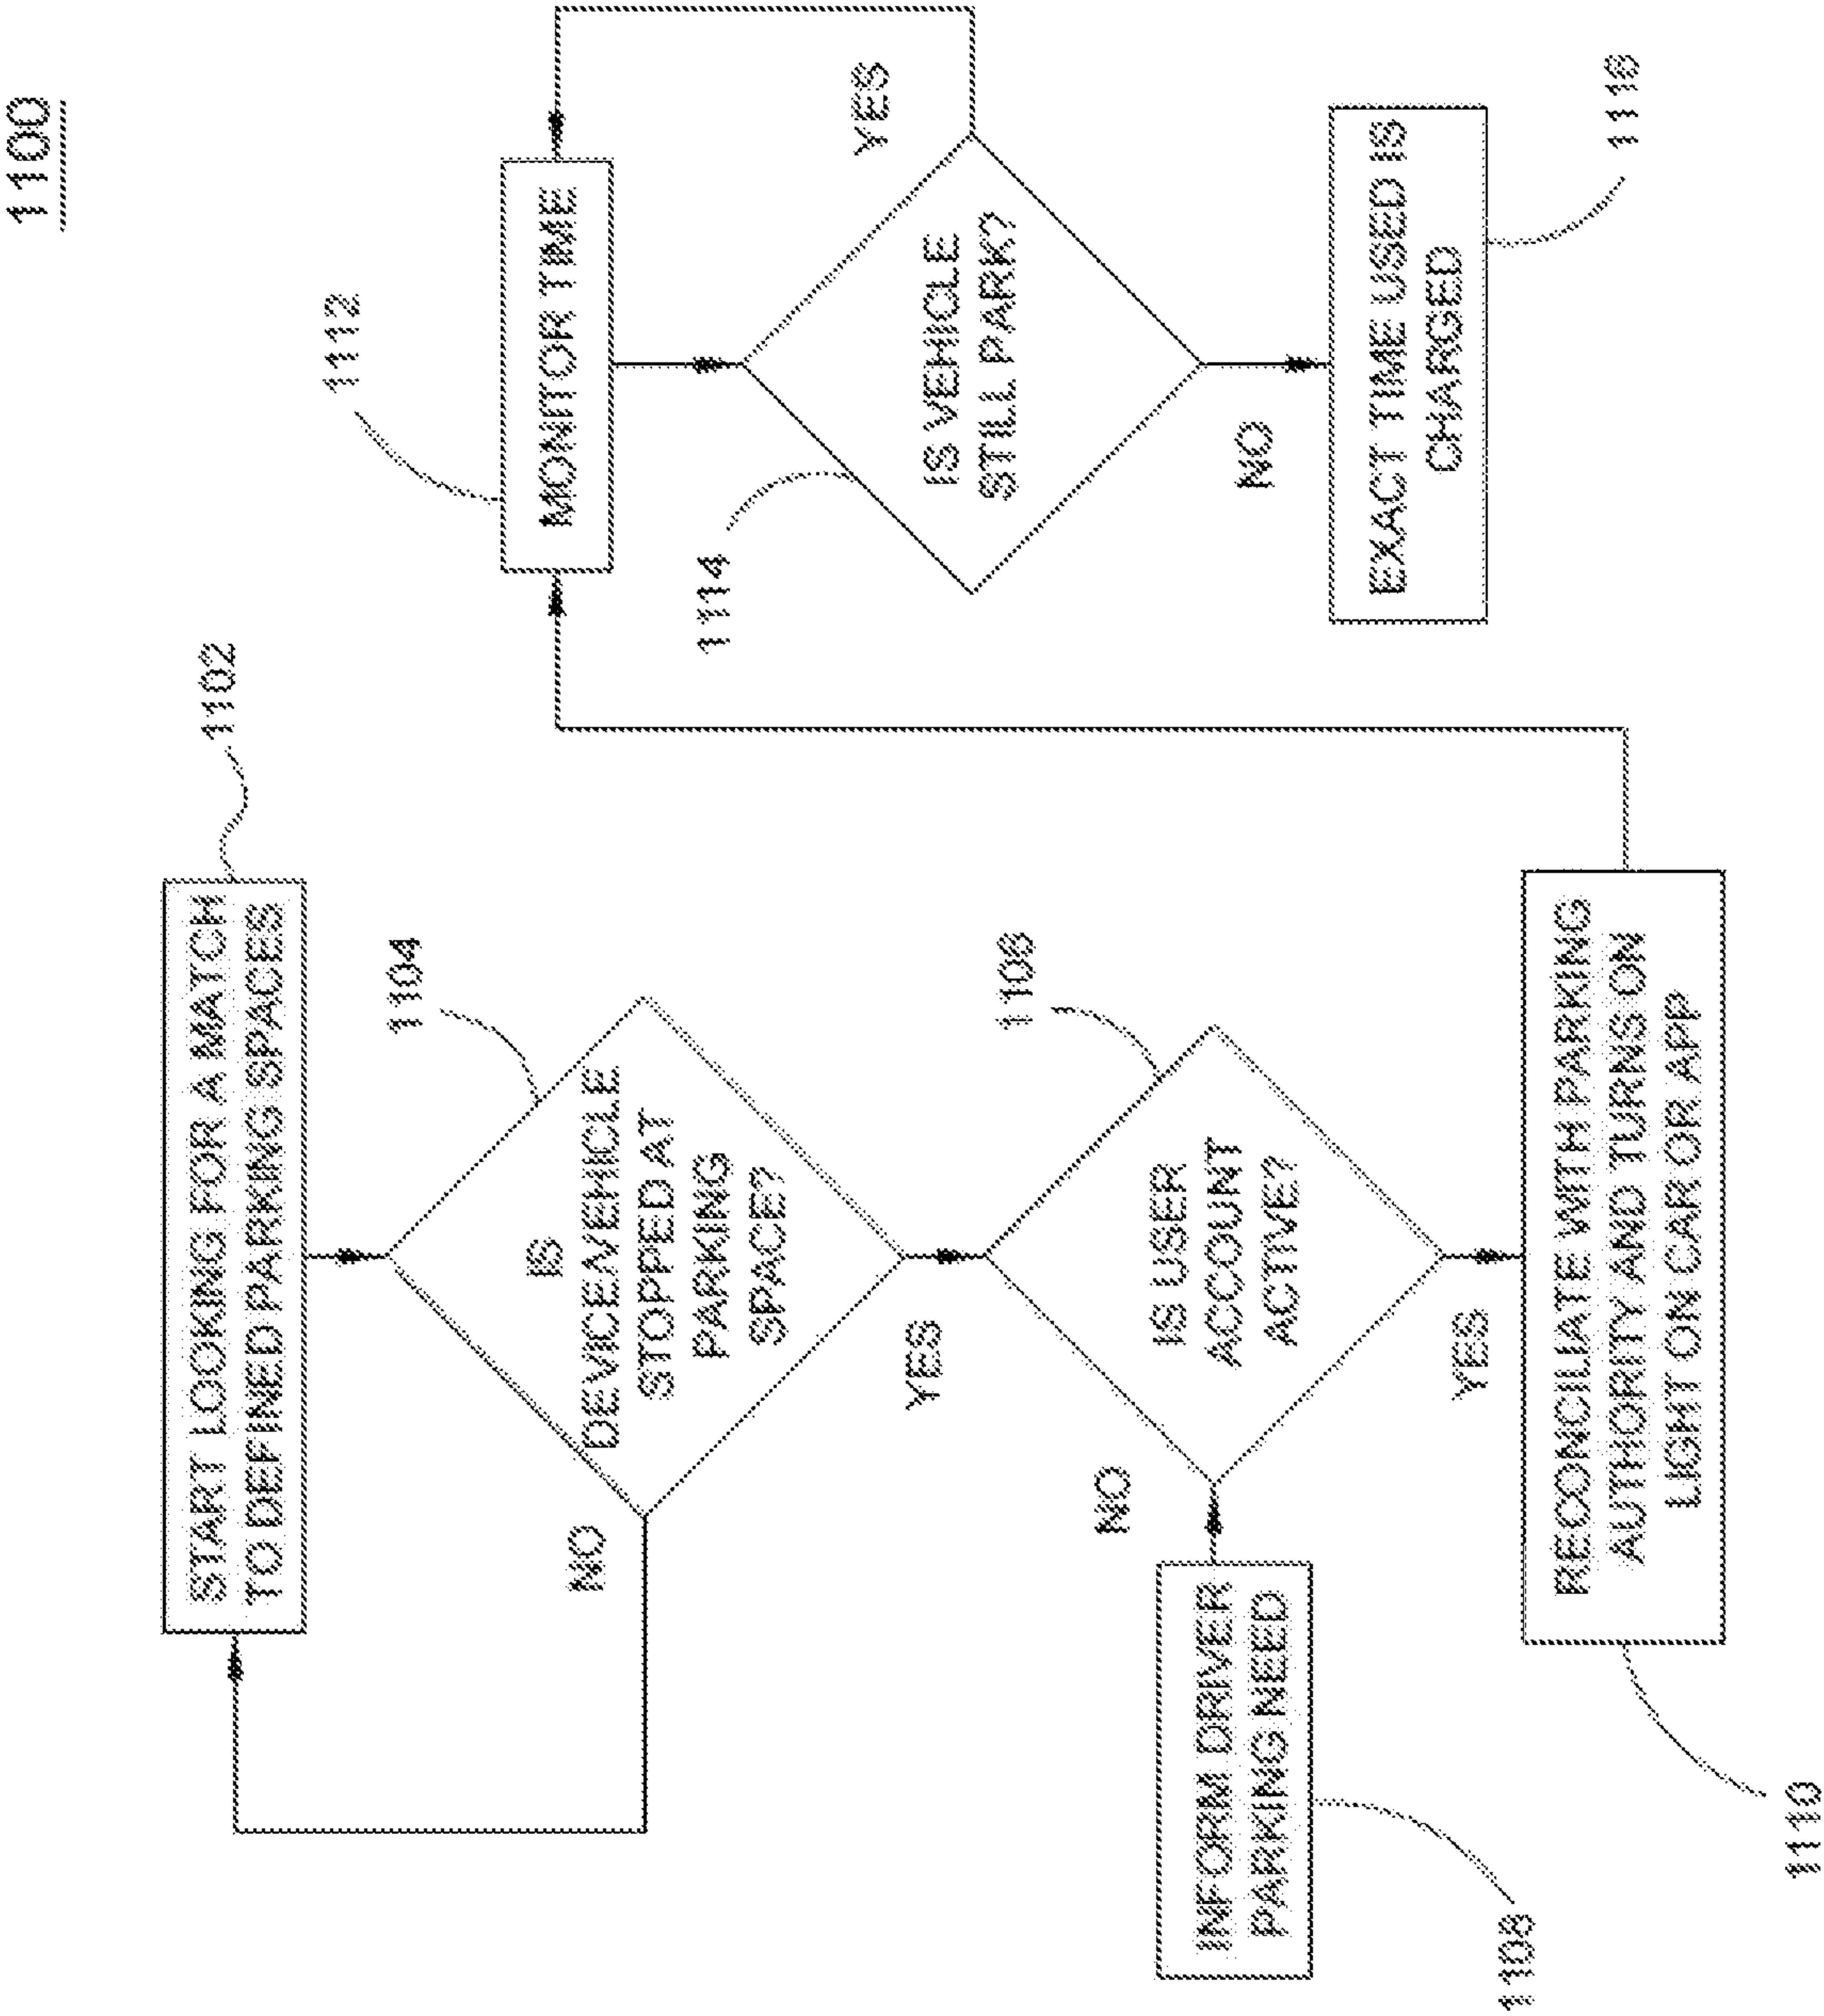 1100
START LOOKING FOR A MATCH
TO DEFINED PARKING SPACES
1102
IS
DEVICE/VEHICLE
STOPPED AT
PARKING
SPACE?
1104
NO
YES
IS USER
ACCOUNT
ACTIVE?
1106
NO
INFORM DRIVER
PARKING NEED
1108
YES
RECONCILIATE WITH PARKING
AUTHORITY AND TURNS ON
LIGHT ON CAR OR APP
1110
MONITOR TIME
1112
IS VEHICLE
STILL PARK?
1114
YES
NO
EXACT TIME USED IS
CHARGED
1116